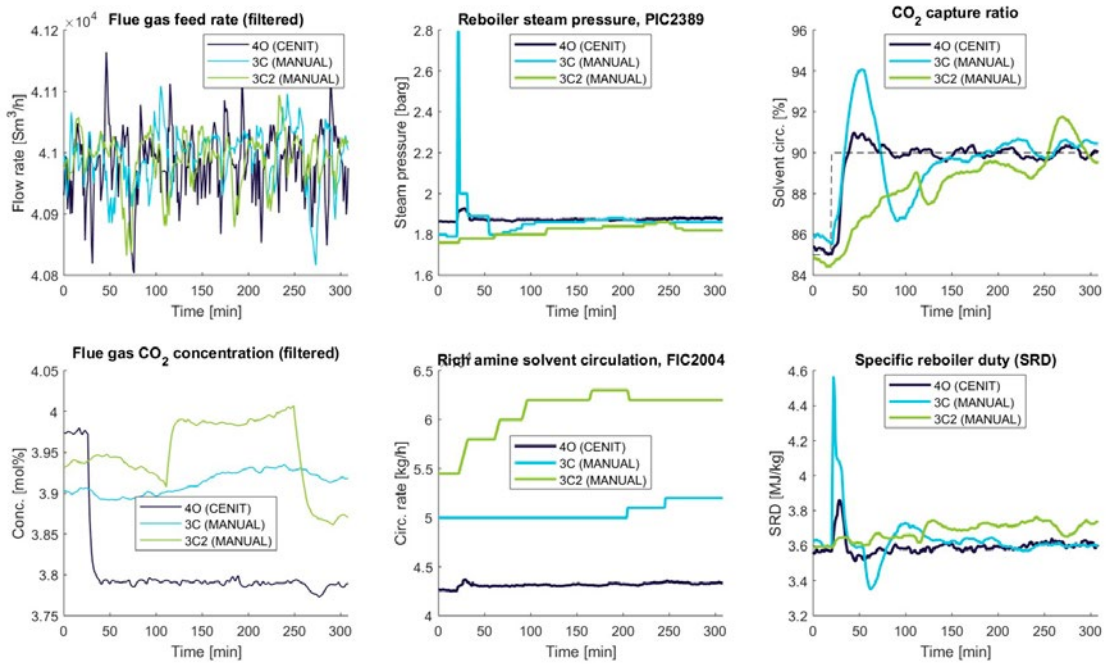 Flue gas feed rate (filtered)
×10⁴
4.112
4.11
4.1
4.09
4.08
Flow rate [Sm³/h]
4O (CENIT)
3C (MANUAL)
3C2 (MANUAL)
0 50 100 150 200 250 300
Time [min]
Reboiler steam pressure, PIC2389
2.8
2.6
2.4
2.2
2
1.8
1.6
Steam pressure [barg]
4O (CENIT)
3C (MANUAL)
3C2 (MANUAL)
0 50 100 150 200 250 300
Time [min]
CO₂ capture ratio
96
94
92
90
88
86
84
Solvent circ. [%]
4O (CENIT)
3C (MANUAL)
3C2 (MANUAL)
0 50 100 150 200 250 300
Time [min]
Flue gas CO₂ concentration (filtered)
4.05
4
3.95
3.9
3.85
3.8
3.75
Conc. [mol%]
4O (CENIT)
3C (MANUAL)
3C2 (MANUAL)
0 50 100 150 200 250 300
Time [min]
Rich amine solvent circulation, FIC2004
6.5
6
5.5
5
4.5
4
Circ. rate [kg/h]
4O (CENIT)
3C (MANUAL)
3C2 (MANUAL)
0 50 100 150 200 250 300
Time [min]
Specific reboiler duty (SRD)
4.6
4.4
4.2
4
3.8
3.6
3.4
3.2
SRD [MJ/kg]
4O (CENIT)
3C (MANUAL)
3C2 (MANUAL)
0 50 100 150 200 250 300
Time [min]